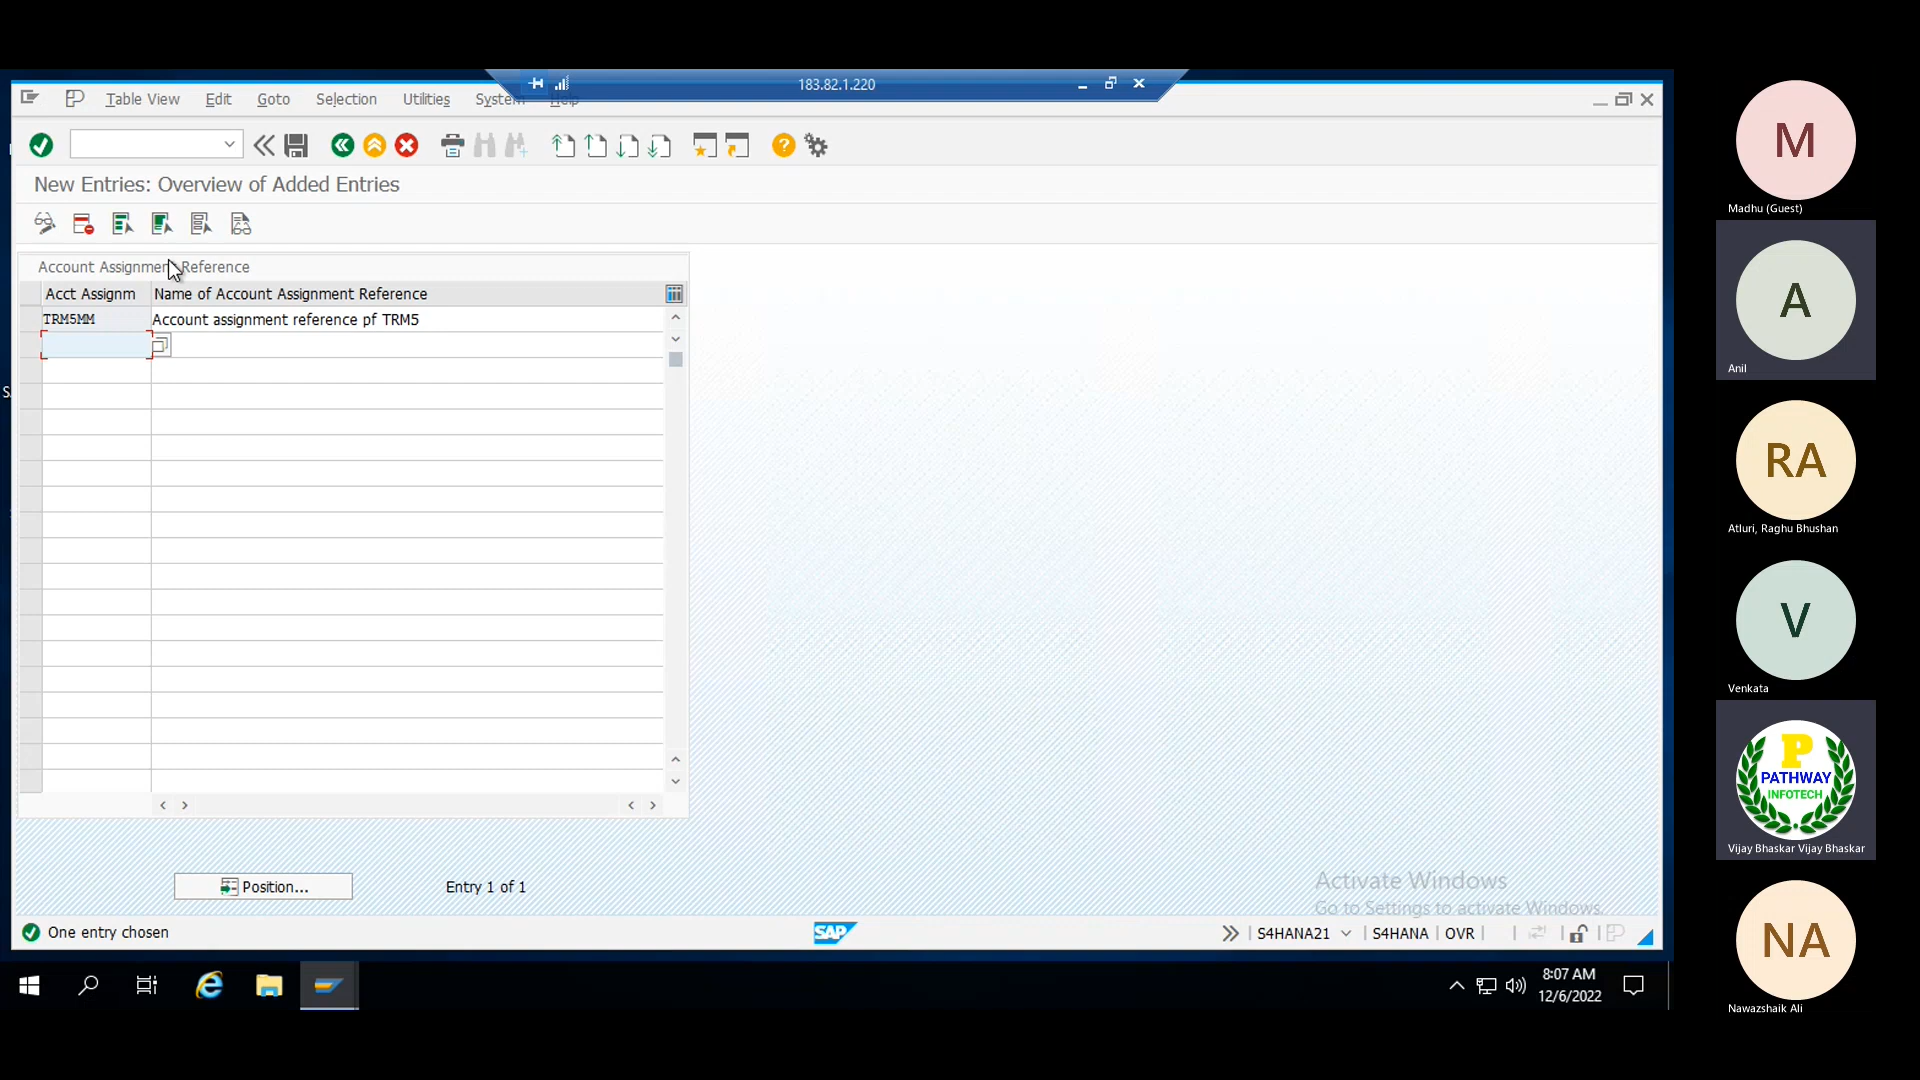 183.82.1.220
Table View Edit Goto Selection Utilities System Help
New Entries: Overview of Added Entries
Account Assignment Reference
Acct Assignm Name of Account Assignment Reference
TRM5MM Account assignment reference pf TRM5
Position... Entry 1 of 1
Activate Windows
Go to Settings to activate Windows.
One entry chosen
SAP
S4HANA21 S4HANA OVR
8:07 AM
12/6/2022
M
Madhu (Guest)
A
Anil
RA
Atluri, Raghu Bhushan
V
Venkata
P
PATHWAY
INFOTECH
Vijay Bhaskar Vijay Bhaskar
NA
Nawazshaik Ali